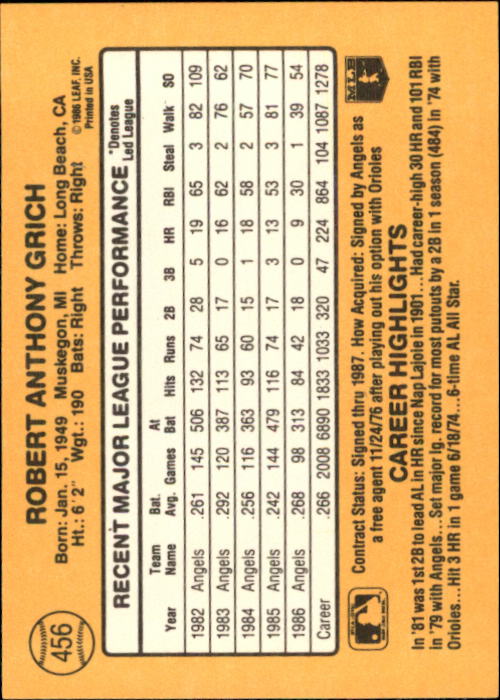 456
ROBERT ANTHONY GRICH
Born: Jan. 15, 1949 Muskegon, MI Home: Long Beach, CA
Ht.: 6' 2" Wgt.: 190 Bats: Right Throws: Right
© 1986 LEAF, INC.
Printed in USA
RECENT MAJOR LEAGUE PERFORMANCE *Denotes Led League
Year Team Name Bat. Avg. Games At Bat Hits Runs 2B 3B HR RBI Steal Walk SO
1982 Angels .261 145 506 132 74 28 5 19 65 3 82 109
1983 Angels .292 120 387 113 65 17 0 16 62 2 76 62
1984 Angels .256 116 363 93 60 15 1 18 58 2 57 70
1985 Angels .242 144 479 116 74 17 3 13 53 3 81 77
1986 Angels .268 98 313 84 42 18 0 9 30 1 39 54
Career .266 2008 6890 1833 1033 320 47 224 864 104 1087 1278
Contract Status: Signed thru 1987. How Acquired: Signed by Angels as
a free agent 11/24/76 after playing out his option with Orioles
MLB
CAREER HIGHLIGHTS
In '81 was 1st 2B to lead AL in HR since Nap Lajoie in 1901...Had career-high 30 HR and 101 RBI
in '79 with Angels...Set major lg. record for most putouts by a 2B in 1 season (484) in '74 with
Orioles...Hit 3 HR in 1 game 6/18/74...6-time AL All Star.